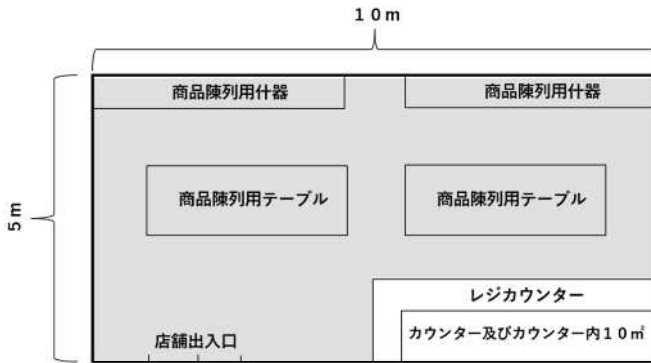 １０ｍ
商品陳列用什器
商品陳列用什器
商品陳列用テーブル
商品陳列用テーブル
５ｍ
レジカウンター
カウンター及びカウンター内１０㎡
店舗出入口